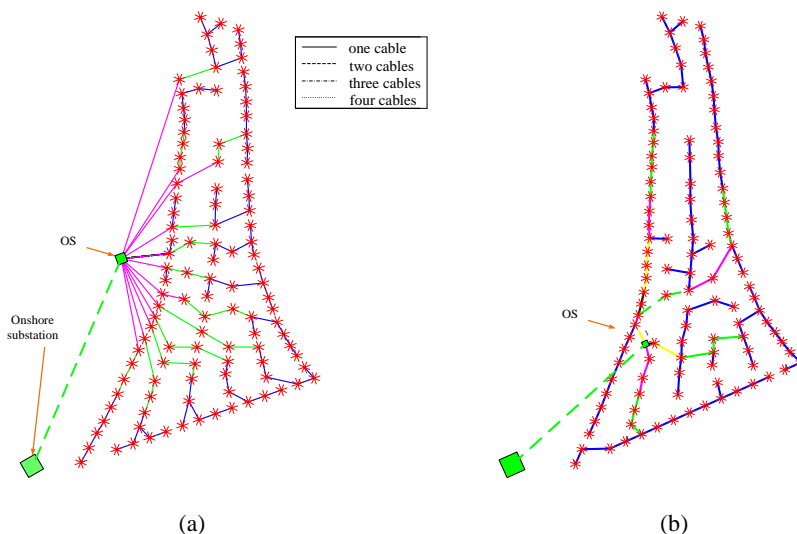 one cable
two cables
three cables
four cables
OS
Onshore
substation
OS
(a)
(b)